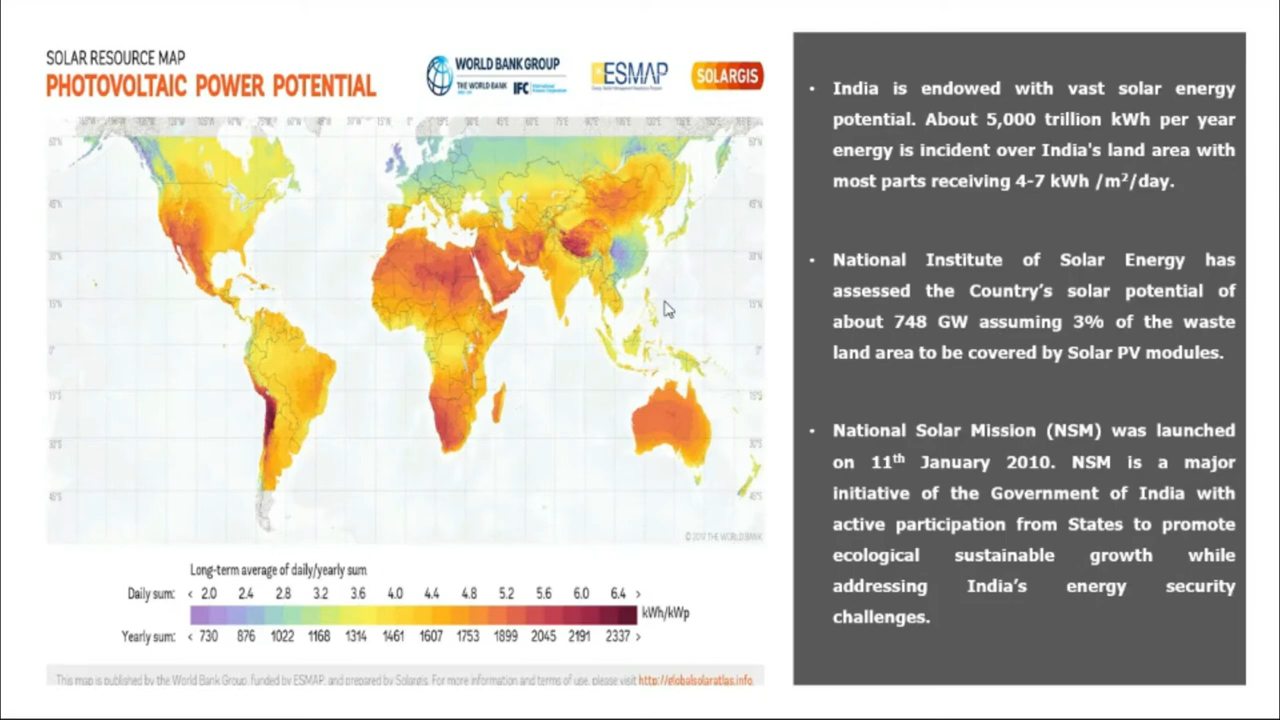 SOLAR RESOURCE MAP
PHOTOVOLTAIC POWER POTENTIAL
WORLD BANK GROUP
THE WORLD BANK
IFC
ESMAP
SOLARGIS
© 2017 THE WORLD BANK
Long-term average of daily/yearly sum
Daily sum: < 2.0 2.4 2.8 3.2 3.6 4.0 4.4 4.8 5.2 5.6 6.0 6.4 >
kWh/kWp
Yearly sum: < 730 876 1022 1168 1314 1461 1607 1753 1899 2045 2191 2337 >
This map is published by the World Bank Group, funded by ESMAP, and prepared by Solargis. For more information and terms of use, please visit http://globalsolaratlas.info.
• India is endowed with vast solar energy
potential. About 5,000 trillion kWh per year
energy is incident over India's land area with
most parts receiving 4-7 kWh /m²/day.
• National Institute of Solar Energy has
assessed the Country’s solar potential of
about 748 GW assuming 3% of the waste
land area to be covered by Solar PV modules.
• National Solar Mission (NSM) was launched
on 11th January 2010. NSM is a major
initiative of the Government of India with
active participation from States to promote
ecological sustainable growth while
addressing India’s energy security
challenges.